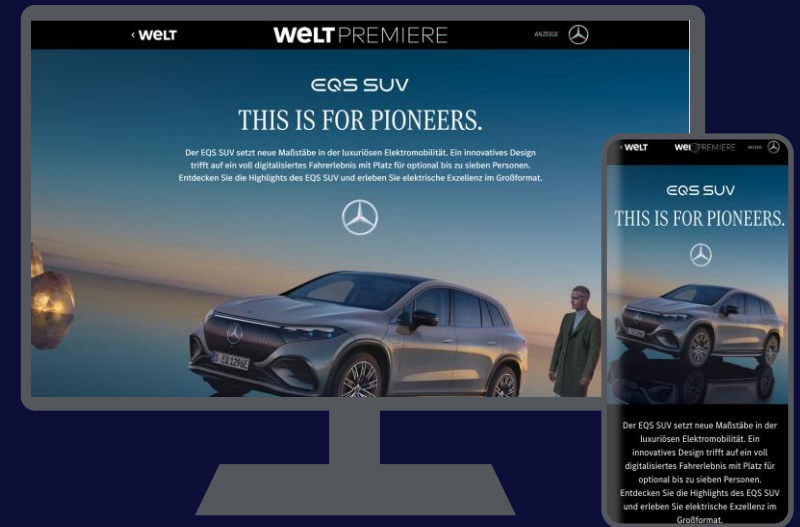 ‹ WELT
WELTPREMIERE
ANZEIGE
EQS SUV
THIS IS FOR PIONEERS.
Der EQS SUV setzt neue Maßstäbe in der luxuriösen Elektromobilität. Ein innovatives Design
trifft auf ein voll digitalisiertes Fahrerlebnis mit Platz für optional bis zu sieben Personen.
Entdecken Sie die Highlights des EQS SUV und erleben Sie elektrische Exzellenz im Großformat.
S EQ 1296E
‹ WELT
WELTPREMIERE
ANZEIGE
EQS SUV
THIS IS FOR PIONEERS.
Der EQS SUV setzt neue Maßstäbe in der
luxuriösen Elektromobilität. Ein
innovatives Design trifft auf ein voll
digitalisiertes Fahrerlebnis mit Platz für
optional bis zu sieben Personen.
Entdecken Sie die Highlights des EQS SUV
und erleben Sie elektrische Exzellenz im
Großformat.